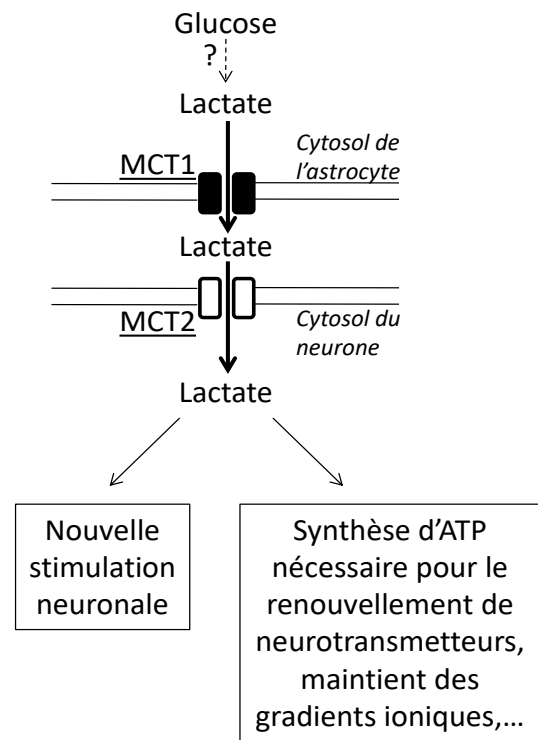 Glucose
?
Lactate
Cytosol de
l'astrocyte
MCT1
Lactate
MCT2
Cytosol du
neurone
Lactate
Nouvelle
stimulation
neuronale
Synthèse d'ATP
nécessaire pour le
renouvellement de
neurotransmetteurs,
maintient des
gradients ioniques,...